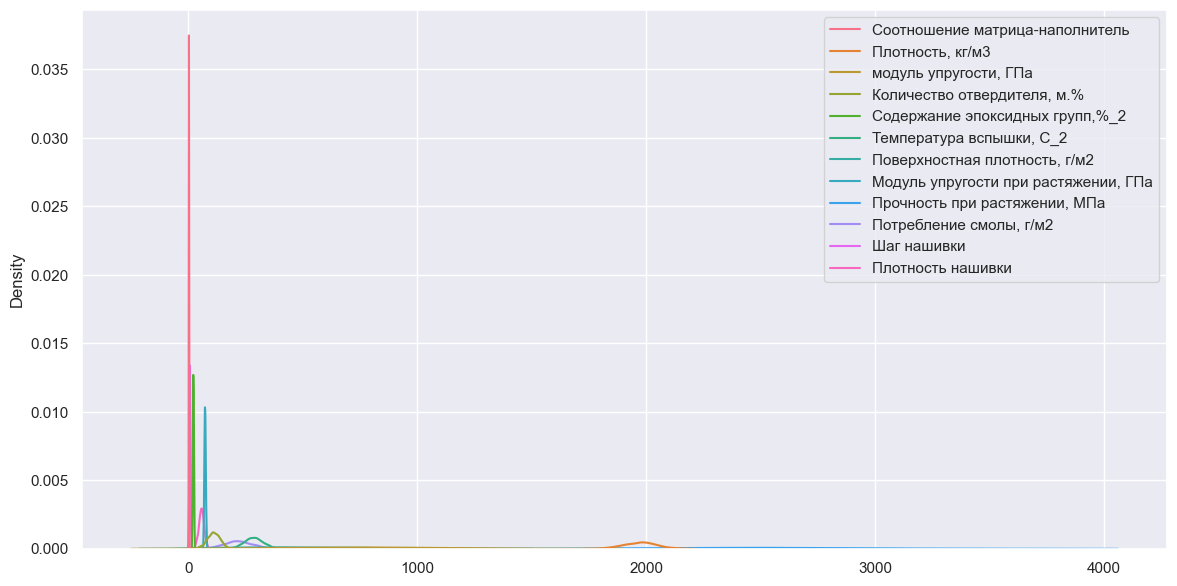 Density
0.035
0.030
0.025
0.020
0.015
0.010
0.005
0.000
0
1000
2000
3000
4000
Соотношение матрица-наполнитель
Плотность, кг/м3
модуль упругости, ГПа
Количество отвердителя, м.%
Содержание эпоксидных групп,%_2
Температура вспышки, С_2
Поверхностная плотность, г/м2
Модуль упругости при растяжении, ГПа
Прочность при растяжении, МПа
Потребление смолы, г/м2
Шаг нашивки
Плотность нашивки